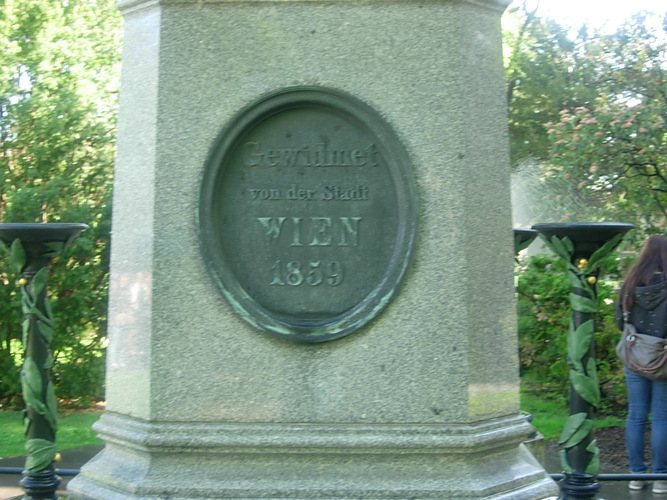 Gewidmet
von der Stadt
WIEN
1859